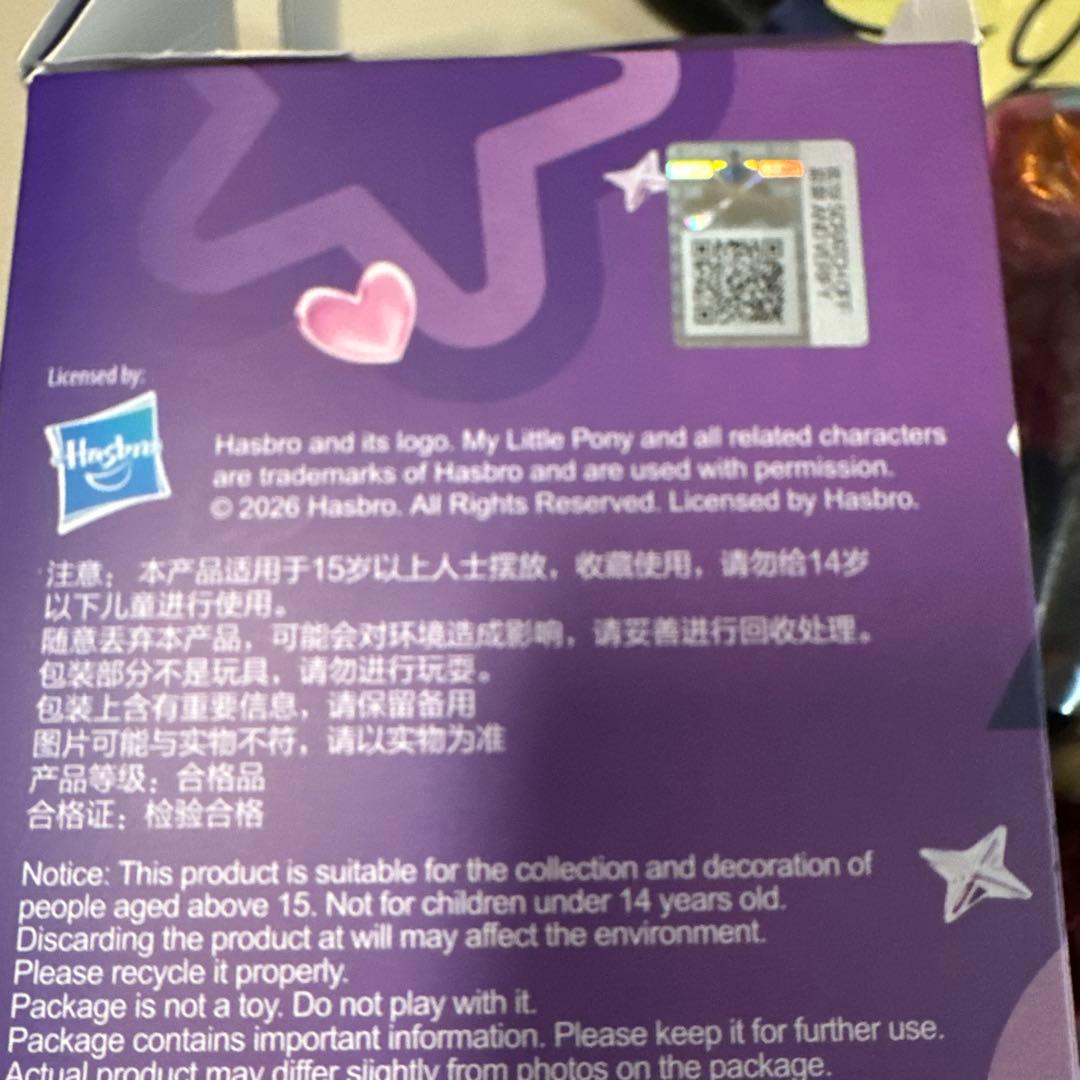 Licensed by:
Hasbro
Hasbro and its logo. My Little Pony and all related characters
are trademarks of Hasbro and are used with permission.
© 2026 Hasbro. All Rights Reserved. Licensed by Hasbro.
注意：本产品适用于15岁以上人士摆放，收藏使用，请勿给14岁
以下儿童进行使用。
随意丢弃本产品，可能会对环境造成影响，请妥善进行回收处理。
包装部分不是玩具，请勿进行玩耍。
包装上含有重要信息，请保留备用
图片可能与实物不符，请以实物为准
产品等级：合格品
合格证：检验合格
Notice: This product is suitable for the collection and decoration of
people aged above 15. Not for children under 14 years old.
Discarding the product at will may affect the environment.
Please recycle it properly.
Package is not a toy. Do not play with it.
Package contains important information. Please keep it for further use.
Actual product may differ slightly from photos on the package.